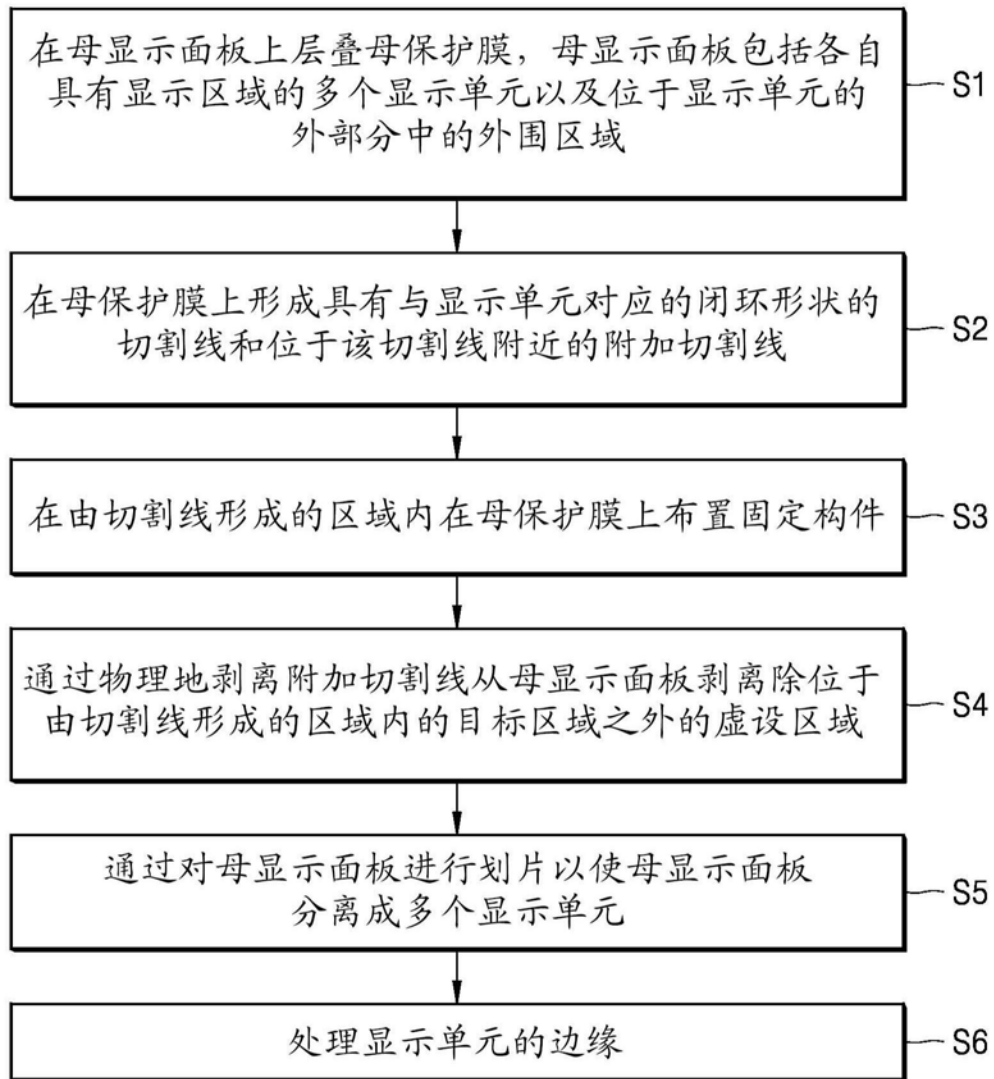 在母显示面板上层叠母保护膜，母显示面板包括各自
具有显示区域的多个显示单元以及位于显示单元的
外部分中的外围区域
S1
在母保护膜上形成具有与显示单元对应的闭环形状的
切割线和位于该切割线附近的附加切割线
S2
在由切割线形成的区域内在母保护膜上布置固定构件
S3
通过物理地剥离附加切割线从母显示面板剥离除位于
由切割线形成的区域内的目标区域之外的虚设区域
S4
通过对母显示面板进行划片以使母显示面板
分离成多个显示单元
S5
处理显示单元的边缘
S6